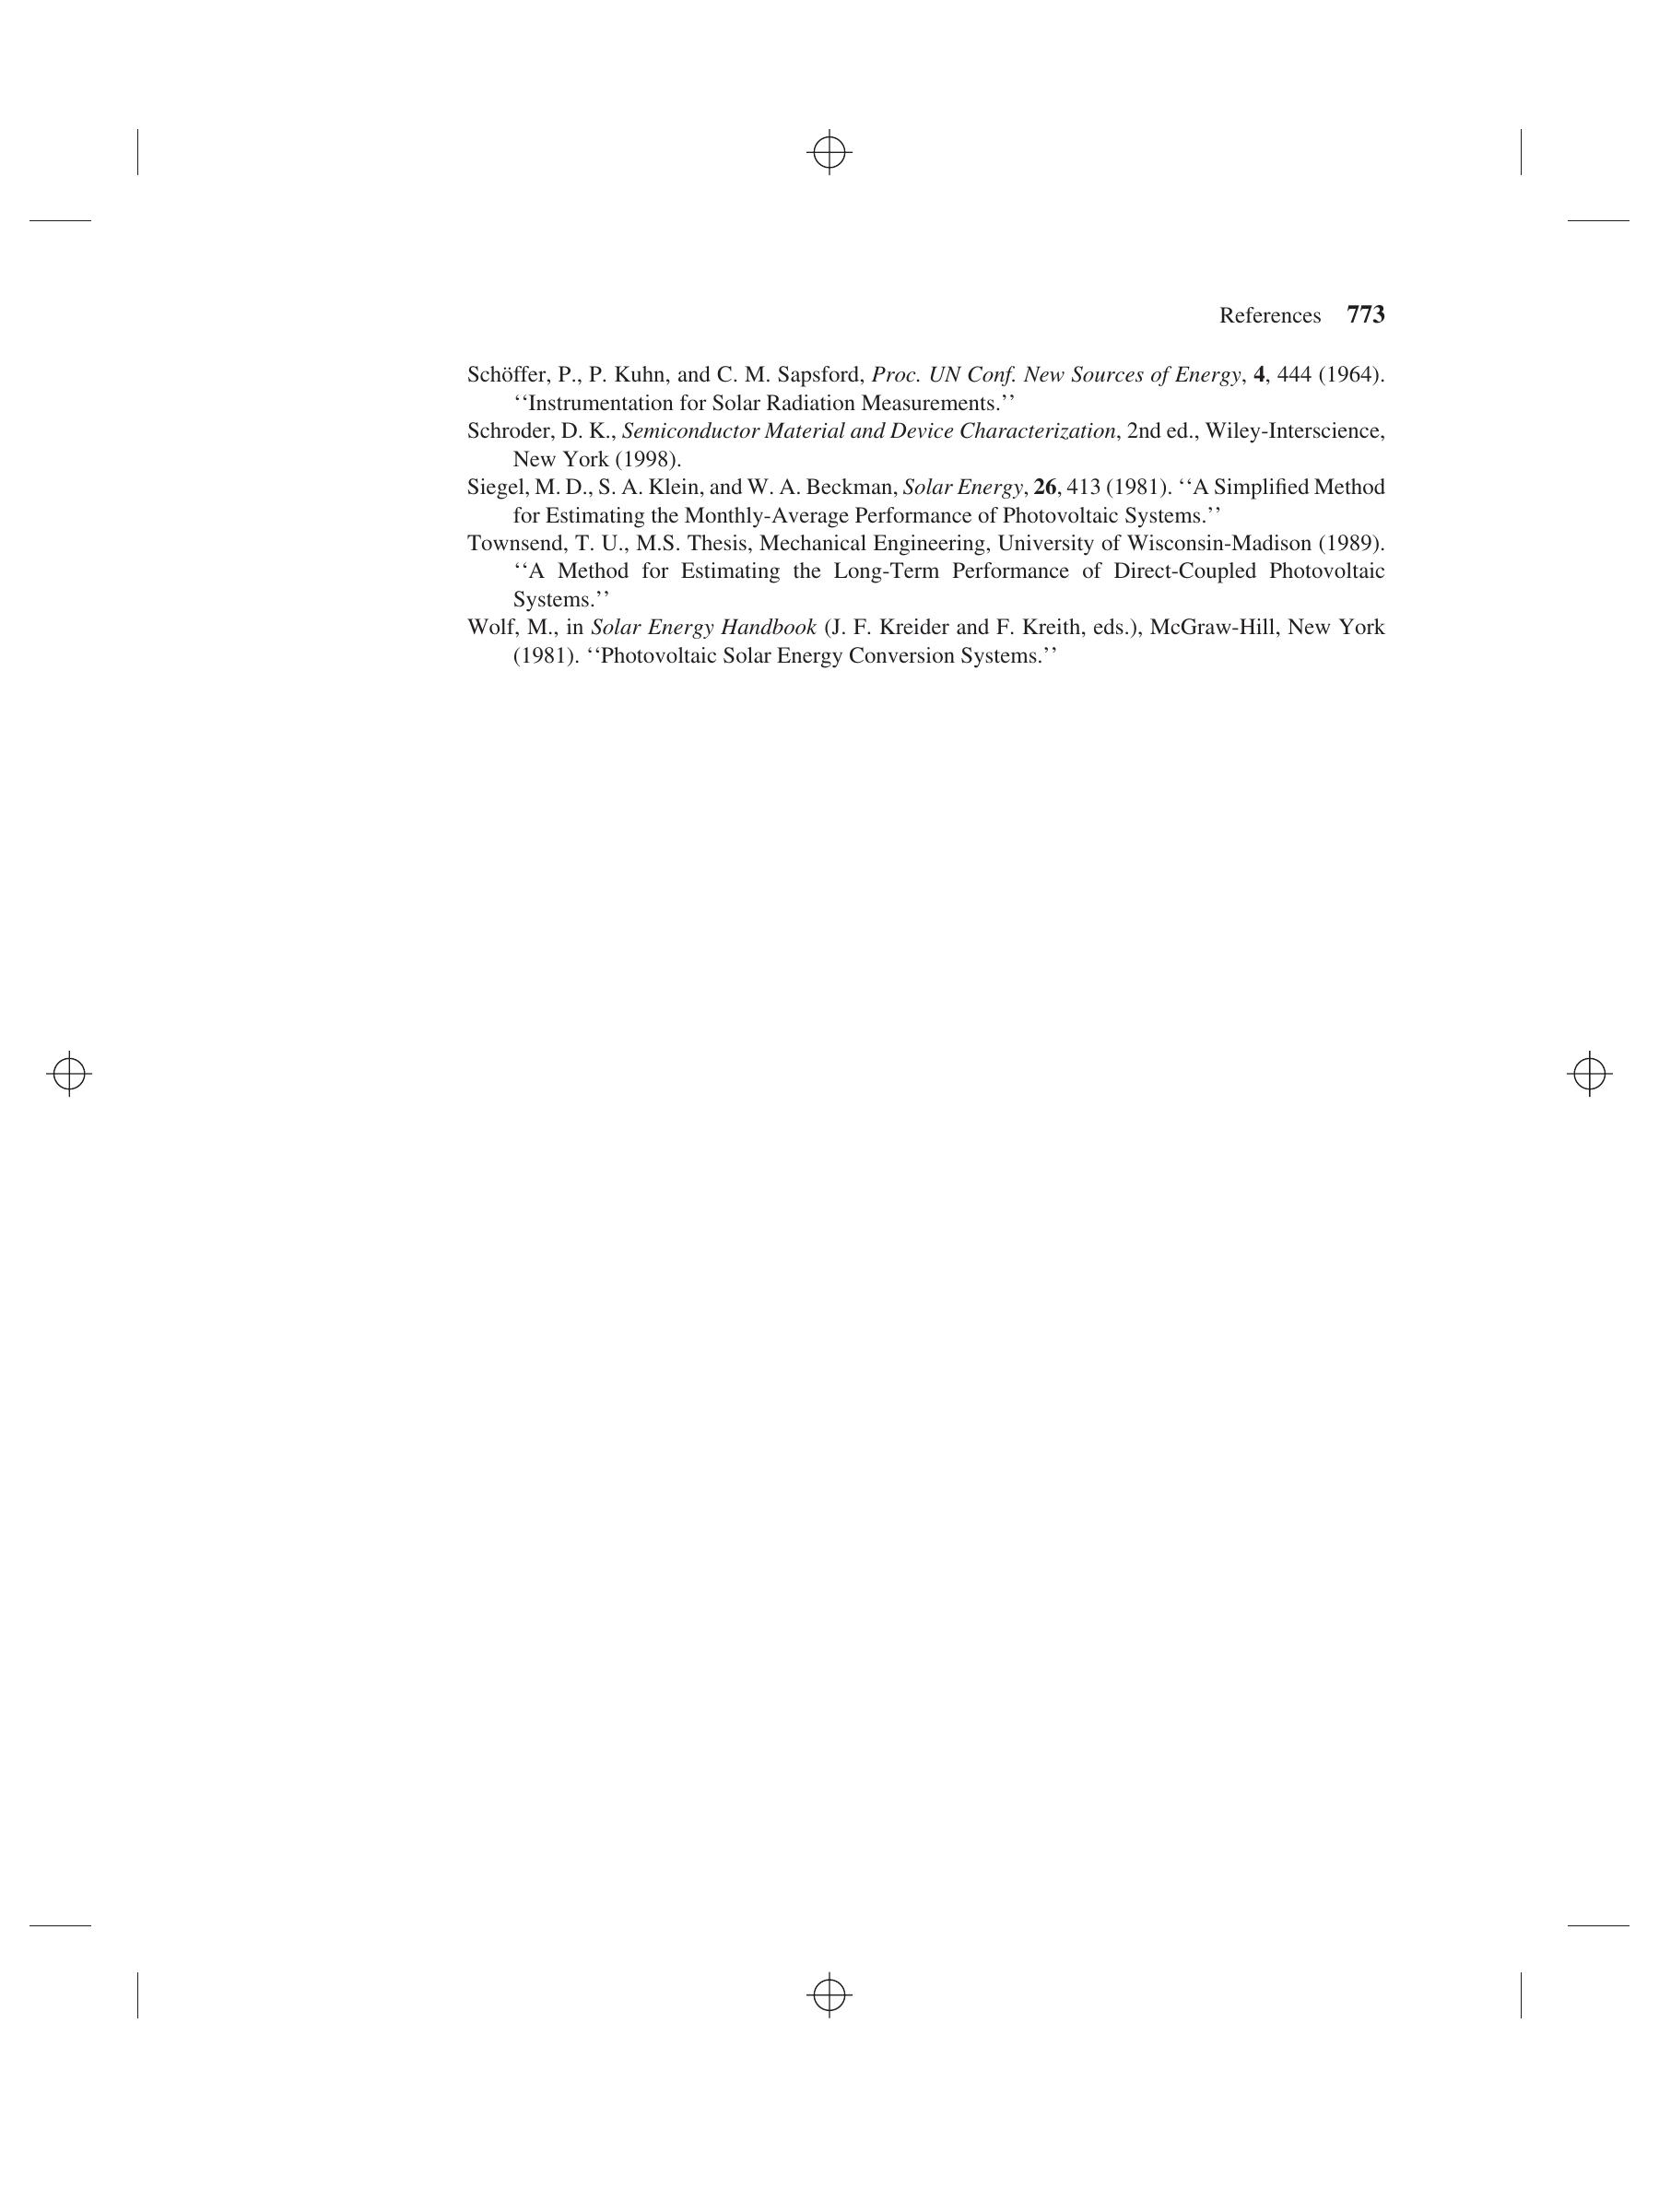 References 773
Schöffer, P., P. Kuhn, and C. M. Sapsford, Proc. UN Conf. New Sources of Energy, 4, 444 (1964).
‘‘Instrumentation for Solar Radiation Measurements.’’
Schroder, D. K., Semiconductor Material and Device Characterization, 2nd ed., Wiley-Interscience,
New York (1998).
Siegel, M. D., S. A. Klein, and W. A. Beckman, Solar Energy, 26, 413 (1981). ‘‘A Simplified Method
for Estimating the Monthly-Average Performance of Photovoltaic Systems.’’
Townsend, T. U., M.S. Thesis, Mechanical Engineering, University of Wisconsin-Madison (1989).
‘‘A Method for Estimating the Long-Term Performance of Direct-Coupled Photovoltaic
Systems.’’
Wolf, M., in Solar Energy Handbook (J. F. Kreider and F. Kreith, eds.), McGraw-Hill, New York
(1981). ‘‘Photovoltaic Solar Energy Conversion Systems.’’